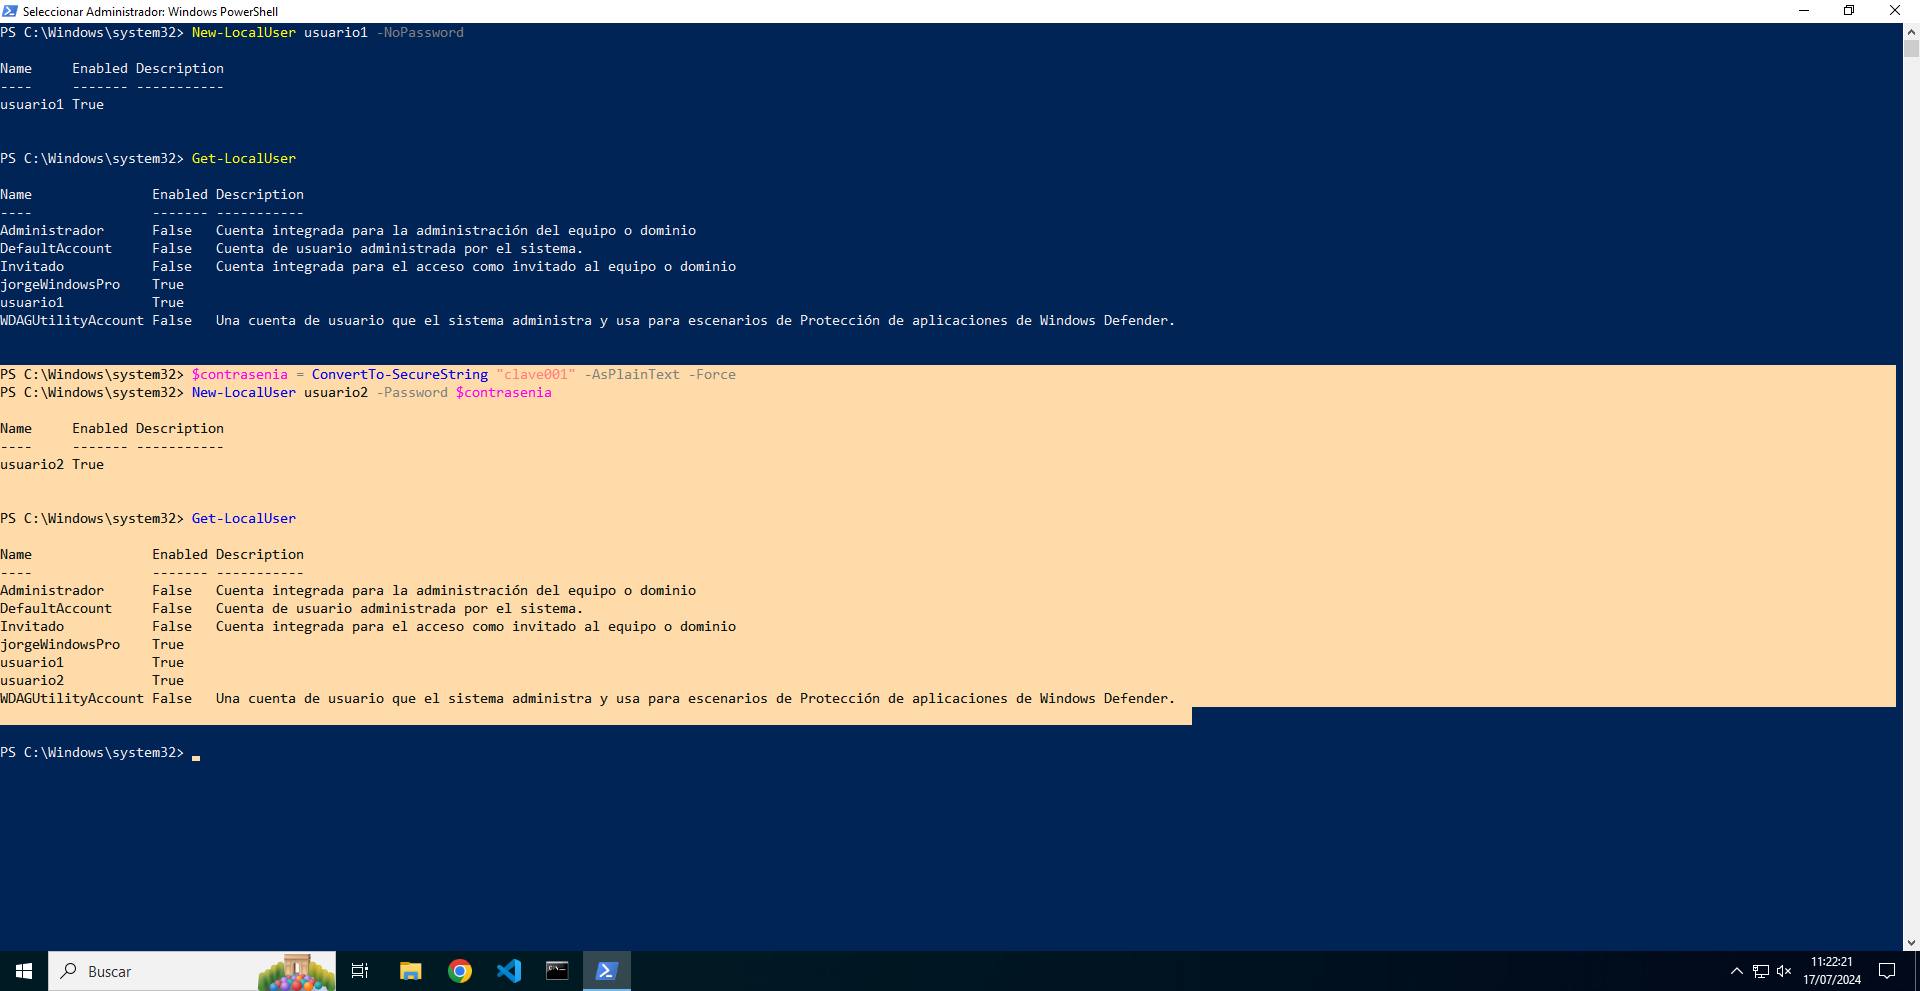 Seleccionar Administrador: Windows PowerShell
PS C:\Windows\system32> New-LocalUser usuario1 -NoPassword
Name     Enabled Description
----     ------- -----------
usuario1 True
PS C:\Windows\system32> Get-LocalUser
Name               Enabled Description
----               ------- -----------
Administrador      False   Cuenta integrada para la administración del equipo o dominio
DefaultAccount     False   Cuenta de usuario administrada por el sistema.
Invitado           False   Cuenta integrada para el acceso como invitado al equipo o dominio
jorgeWindowsPro    True
usuario1           True
WDAGUtilityAccount False   Una cuenta de usuario que el sistema administra y usa para escenarios de Protección de aplicaciones de Windows Defender.
PS C:\Windows\system32> $contrasenia = ConvertTo-SecureString "clave001" -AsPlainText -Force
PS C:\Windows\system32> New-LocalUser usuario2 -Password $contrasenia
Name     Enabled Description
----     ------- -----------
usuario2 True
PS C:\Windows\system32> Get-LocalUser
Name               Enabled Description
----               ------- -----------
Administrador      False   Cuenta integrada para la administración del equipo o dominio
DefaultAccount     False   Cuenta de usuario administrada por el sistema.
Invitado           False   Cuenta integrada para el acceso como invitado al equipo o dominio
jorgeWindowsPro    True
usuario1           True
usuario2           True
WDAGUtilityAccount False   Una cuenta de usuario que el sistema administra y usa para escenarios de Protección de aplicaciones de Windows Defender.
PS C:\Windows\system32>
Buscar
11:22:21
17/07/2024